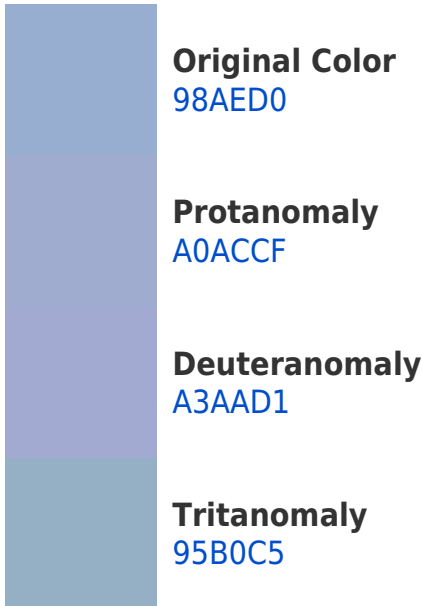 Original Color
98AED0
Protanomaly
A0ACCF
Deuteranomaly
A3AAD1
Tritanomaly
95B0C5